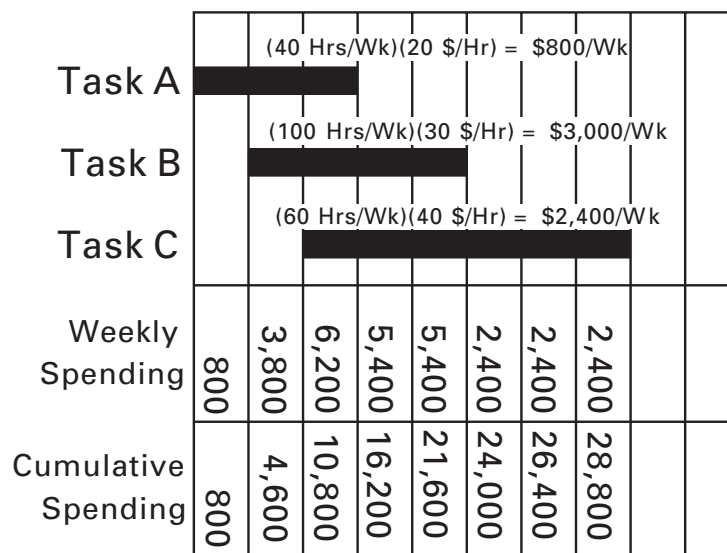 (40 Hrs/Wk)(20 $/Hr) = $800/Wk
Task A
(100 Hrs/Wk)(30 $/Hr) = $3,000/Wk
Task B
(60 Hrs/Wk)(40 $/Hr) = $2,400/Wk
Task C
Weekly
Spending
800
3,800
6,200
5,400
5,400
2,400
2,400
2,400
Cumulative
Spending
800
4,600
10,800
16,200
21,600
24,000
26,400
28,800